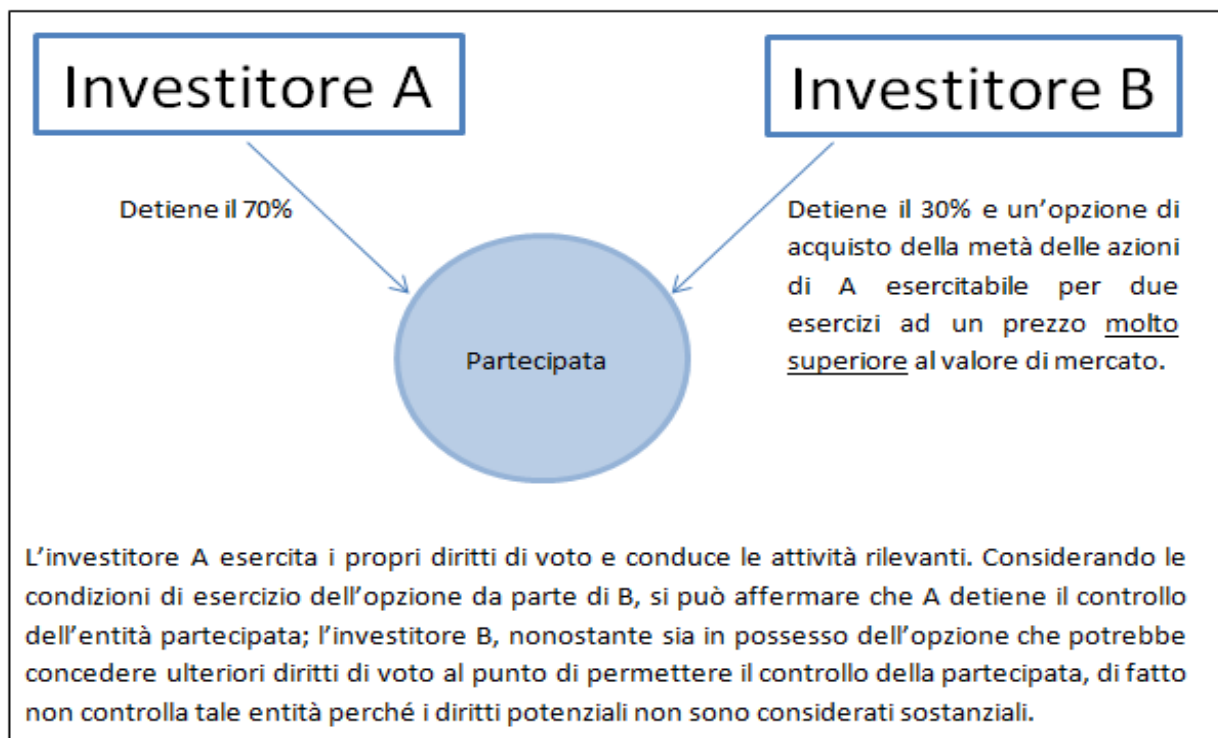 Investitore A
Investitore B
Detiene il 70%
Detiene il 30% e un'opzione di
acquisto della metà delle azioni
di A esercitabile per due
esercizi ad un prezzo molto
superiore al valore di mercato.
Partecipata
L'investitore A esercita i propri diritti di voto e conduce le attività rilevanti. Considerando le
condizioni di esercizio dell'opzione da parte di B, si può affermare che A detiene il controllo
dell'entità partecipata; l'investitore B, nonostante sia in possesso dell'opzione che potrebbe
concedere ulteriori diritti di voto al punto di permettere il controllo della partecipata, di fatto
non controlla tale entità perché i diritti potenziali non sono considerati sostanziali.